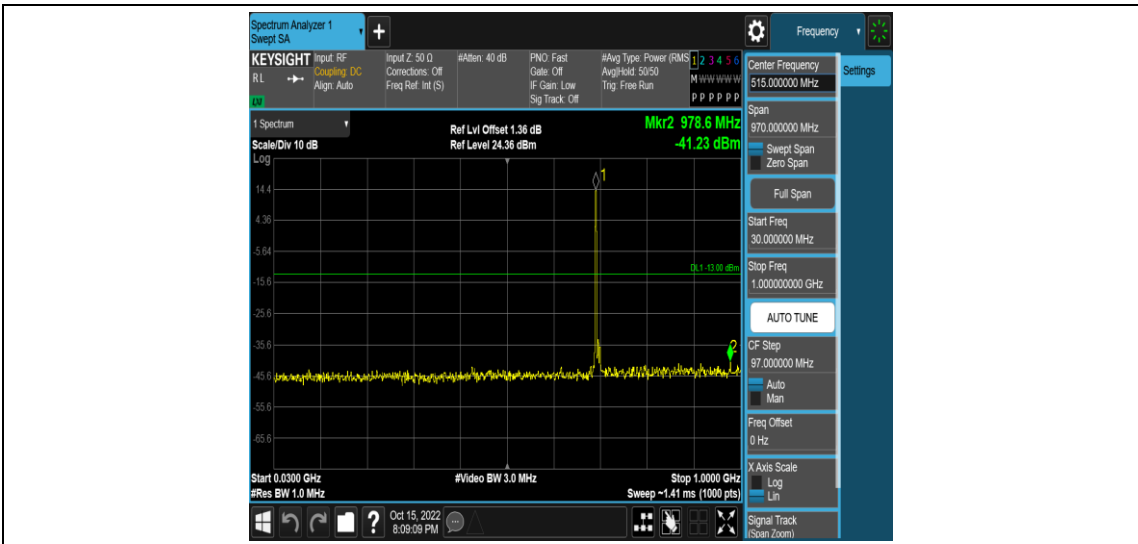 Spectrum Analyzer 1
Swept SA
Frequency
KEYSIGHT
RL
LXI
Input: RF
Coupling: DC
Align: Auto
Input Z: 50 Ω
Corrections: Off
Freq Ref: Int (S)
#Atten: 40 dB
PNO: Fast
Gate: Off
IF Gain: Low
Sig Track: Off
#Avg Type: Power (RMS
Avg|Hold: 50/50
Trig: Free Run
1 2 3 4 5 6
M W W W W W
P P P P P P
1 Spectrum
Scale/Div 10 dB
Log
Ref Lvl Offset 1.36 dB
Ref Level 24.36 dBm
Mkr2 978.6 MHz
-41.23 dBm
1
14.4
4.36
-5.64
DL1 -13.00 dBm
-15.6
-25.6
-35.6
2
-45.6
-55.6
-65.6
Start 0.0300 GHz
#Video BW 3.0 MHz
Stop 1.0000 GHz
#Res BW 1.0 MHz
Sweep ~1.41 ms (1000 pts)
?
Oct 15, 2022
8:09:09 PM
Center Frequency
515.000000 MHz
Settings
Span
970.000000 MHz
Swept Span
Zero Span
Full Span
Start Freq
30.000000 MHz
Stop Freq
1.000000000 GHz
AUTO TUNE
CF Step
97.000000 MHz
Auto
Man
Freq Offset
0 Hz
X Axis Scale
Log
Lin
Signal Track
(Span Zoom)